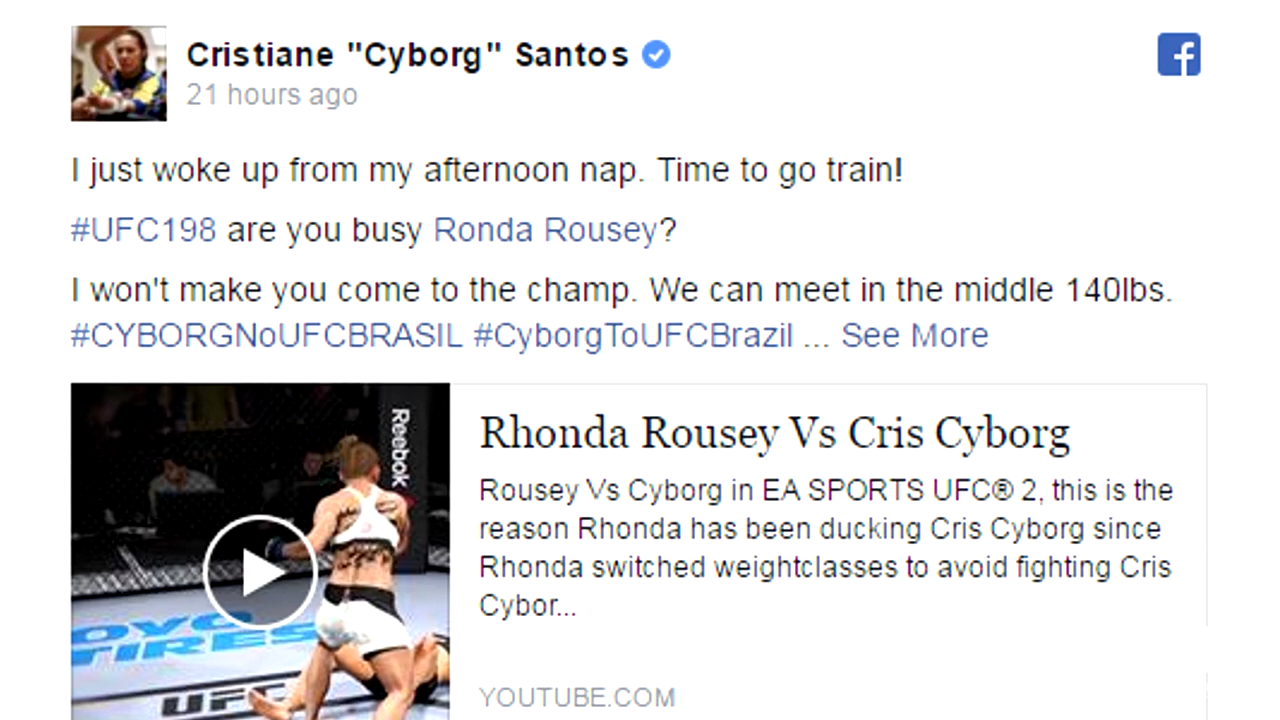 Cristiane "Cyborg" Santos
21 hours ago
I just woke up from my afternoon nap. Time to go train!
#UFC198 are you busy Ronda Rousey?
I won't make you come to the champ. We can meet in the middle 140lbs.
#CYBORGNoUFCBRASIL #CyborgToUFCBrazil ... See More
Reebok
OYO
TIRES
UFC
Rhonda Rousey Vs Cris Cyborg
Rousey Vs Cyborg in EA SPORTS UFC® 2, this is the
reason Rhonda has been ducking Cris Cyborg since
Rhonda switched weightclasses to avoid fighting Cris
Cybor...
YOUTUBE.COM